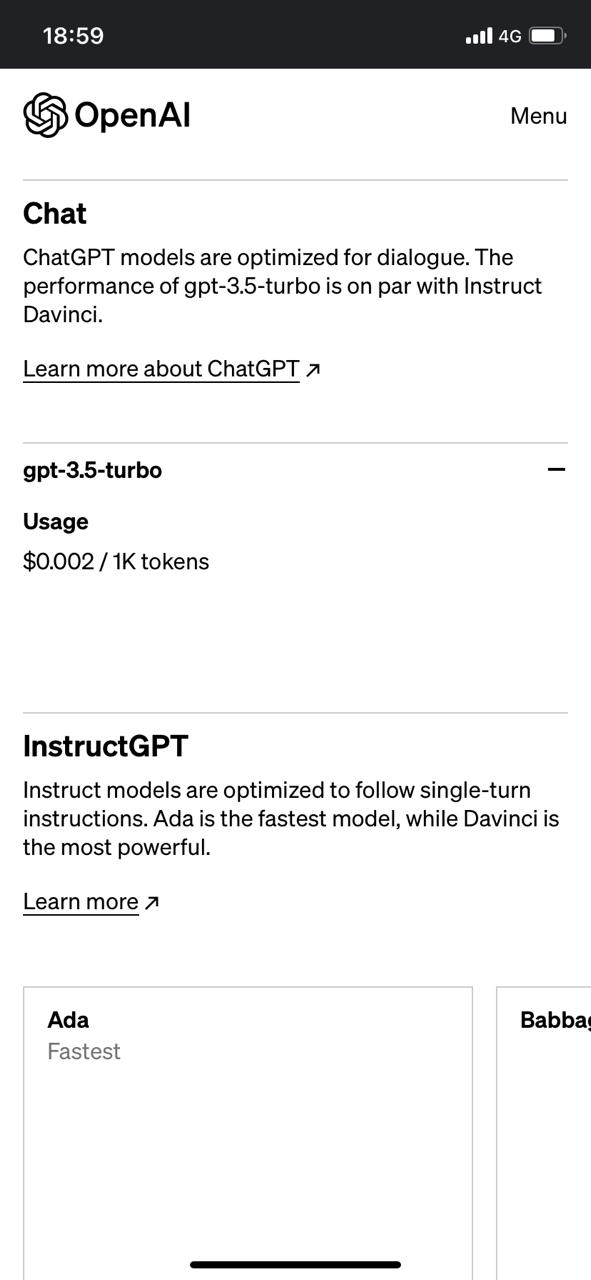 18:59
4G
OpenAI
Menu
Chat
ChatGPT models are optimized for dialogue. The
performance of gpt-3.5-turbo is on par with Instruct
Davinci.
Learn more about ChatGPT ↗
gpt-3.5-turbo
Usage
$0.002 / 1K tokens
InstructGPT
Instruct models are optimized to follow single-turn
instructions. Ada is the fastest model, while Davinci is
the most powerful.
Learn more ↗
Ada
Babbag
Fastest